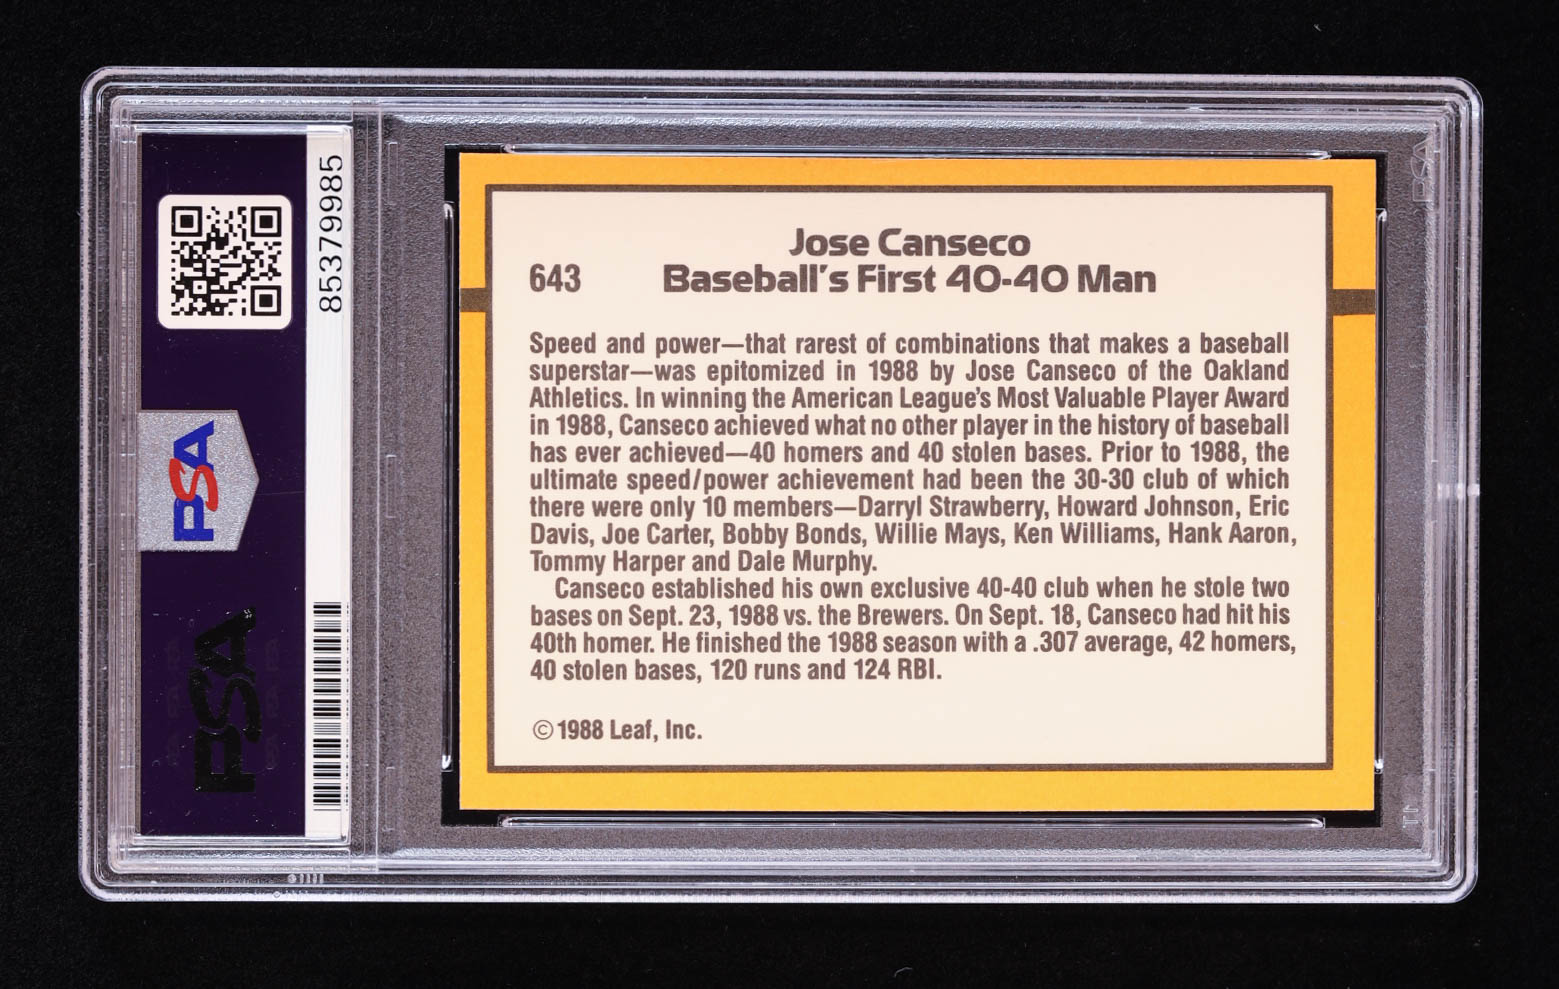 Jose Canseco
643 Baseball's First 40-40 Man
Speed and power—that rarest of combinations that makes a baseball
superstar—was epitomized in 1988 by Jose Canseco of the Oakland
Athletics. In winning the American League's Most Valuable Player Award
in 1988, Canseco achieved what no other player in the history of baseball
has ever achieved—40 homers and 40 stolen bases. Prior to 1988, the
ultimate speed/power achievement had been the 30-30 club of which
there were only 10 members—Darryl Strawberry, Howard Johnson, Eric
Davis, Joe Carter, Bobby Bonds, Willie Mays, Ken Williams, Hank Aaron,
Tommy Harper and Dale Murphy.
Canseco established his own exclusive 40-40 club when he stole two
bases on Sept. 23, 1988 vs. the Brewers. On Sept. 18, Canseco had hit his
40th homer. He finished the 1988 season with a .307 average, 42 homers,
40 stolen bases, 120 runs and 124 RBI.
©1988 Leaf, Inc.
85379985
PSA
PSA
PSA